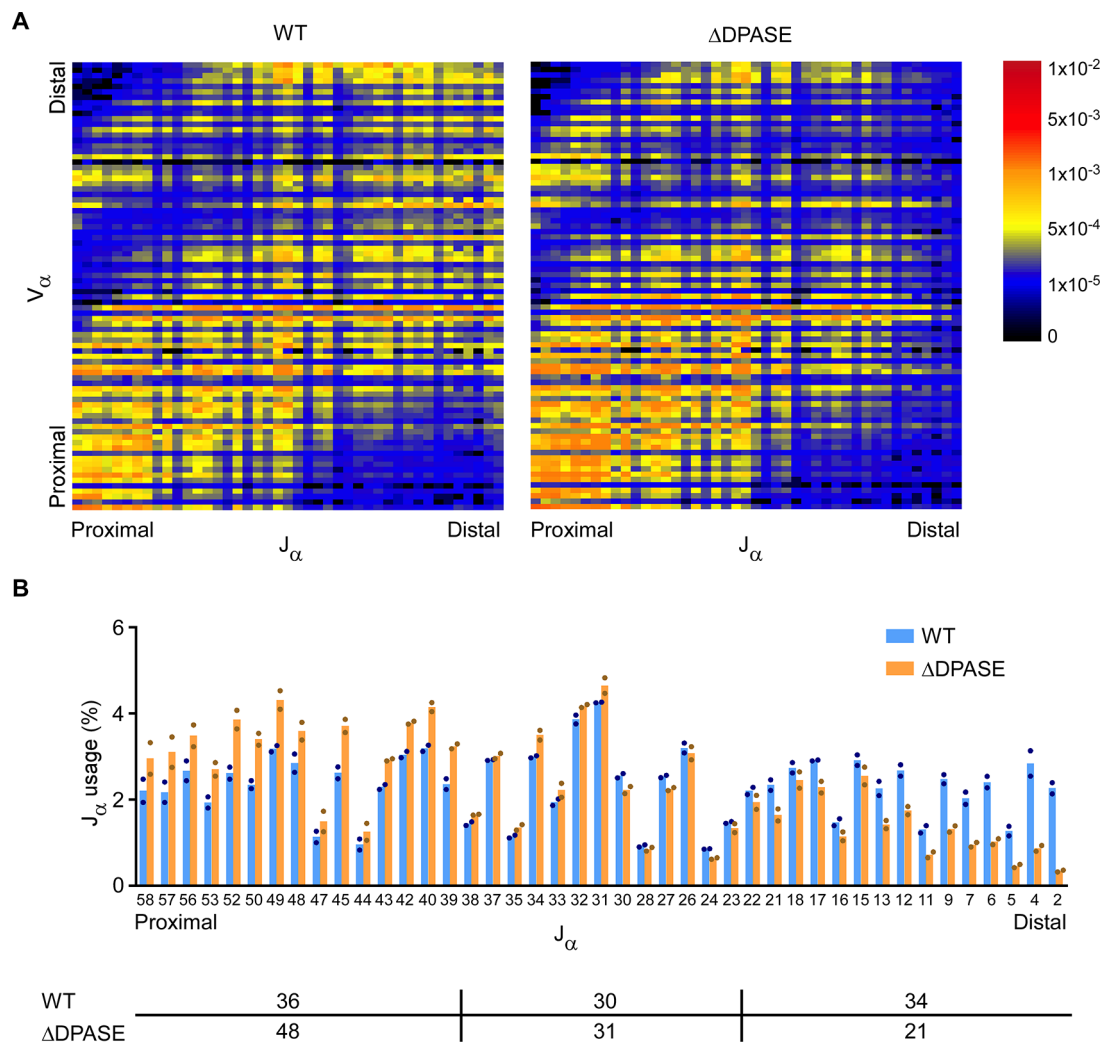 A
WT
ΔDPASE
Distal
Vα
Proximal
Proximal
Jα
Distal
Proximal
Jα
Distal
1x10-2
5x10-3
1x10-3
5x10-4
1x10-5
0
B
Jα usage (%)
6
4
2
0
WT
ΔDPASE
58 57 56 53 52 50 49 48 47 45 44 43 42 40 39 38 37 35 34 33 32 31 30 28 27 26 24 23 22 21 18 17 16 15 13 12 11 9 7 6 5 4 2
Proximal
Jα
Distal
WT 36 30 34
ΔDPASE 48 31 21